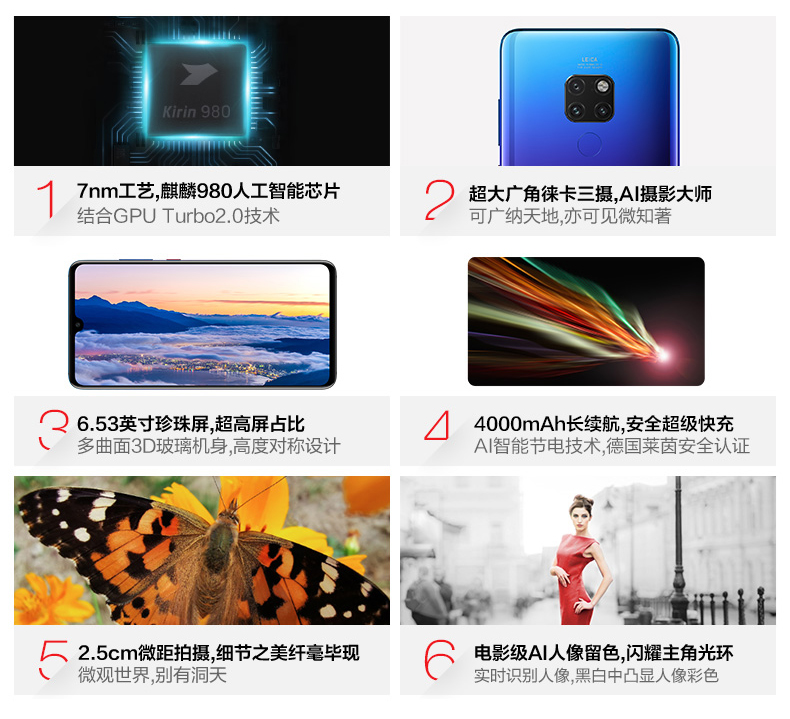 Kirin 980
LEICA
1
7nm工艺,麒麟980人工智能芯片
结合GPU Turbo2.0技术
2
超大广角徕卡三摄,AI摄影大师
可广纳天地,亦可见微知著
3
6.53英寸珍珠屏,超高屏占比
多曲面3D玻璃机身,高度对称设计
4
4000mAh长续航,安全超级快充
AI智能节电技术,德国莱茵安全认证
5
2.5cm微距拍摄,细节之美纤毫毕现
微观世界,别有洞天
6
电影级AI人像留色,闪耀主角光环
实时识别人像,黑白中凸显人像彩色